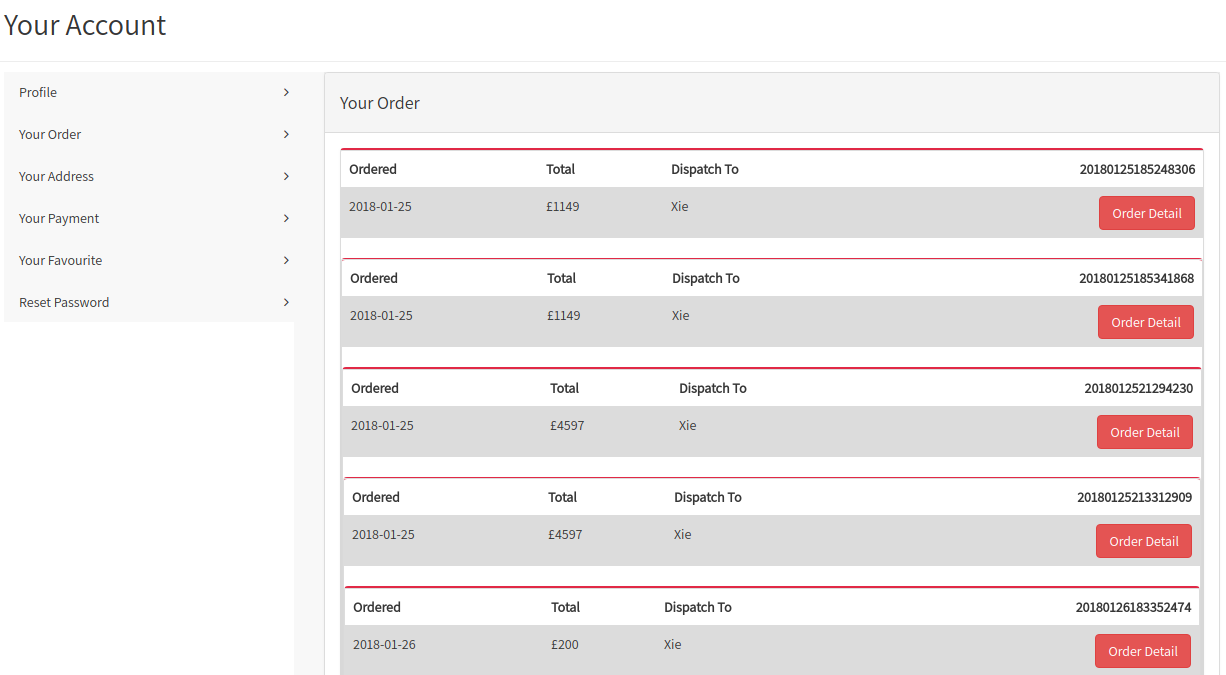 Your Account
Profile
Your Order
Your Address
Your Payment
Your Favourite
Reset Password
Your Order
Ordered Total Dispatch To 20180125185248306
2018-01-25 £1149 Xie Order Detail
Ordered Total Dispatch To 20180125185341868
2018-01-25 £1149 Xie Order Detail
Ordered Total Dispatch To 2018012521294230
2018-01-25 £4597 Xie Order Detail
Ordered Total Dispatch To 20180125213312909
2018-01-25 £4597 Xie Order Detail
Ordered Total Dispatch To 20180126183352474
2018-01-26 £200 Xie Order Detail